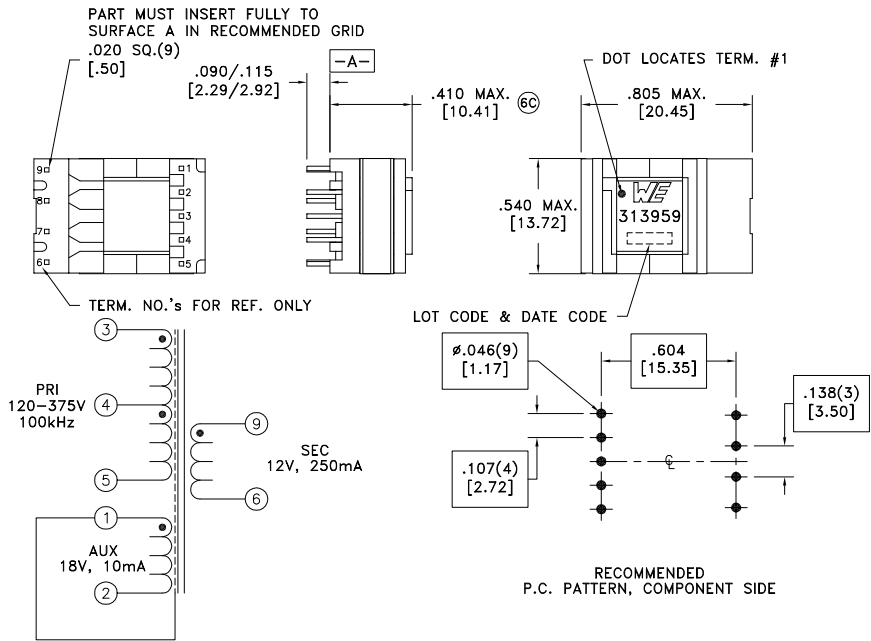 PART MUST INSERT FULLY TO
SURFACE A IN RECOMMENDED GRID
.020 SQ.(9)
[.50]
.090/.115
[2.29/2.92]
-A-
.410 MAX.
[10.41]
6C
DOT LOCATES TERM. #1
.805 MAX.
[20.45]
9
8
7
6
1
2
3
4
5
.540 MAX.
[13.72]
WE
313959
TERM. NO.'s FOR REF. ONLY
LOT CODE & DATE CODE
3
4
5
1
2
PRI
120-375V
100kHz
AUX
18V, 10mA
9
6
SEC
12V, 250mA
ø.046(9)
[1.17]
.604
[15.35]
.138(3)
[3.50]
.107(4)
[2.72]
℄
RECOMMENDED
P.C. PATTERN, COMPONENT SIDE